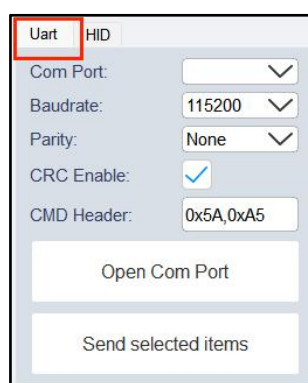 Uart HID
Com Port:
Baudrate: 115200
Parity: None
CRC Enable:
CMD Header: 0x5A,0xA5
Open Com Port
Send selected items